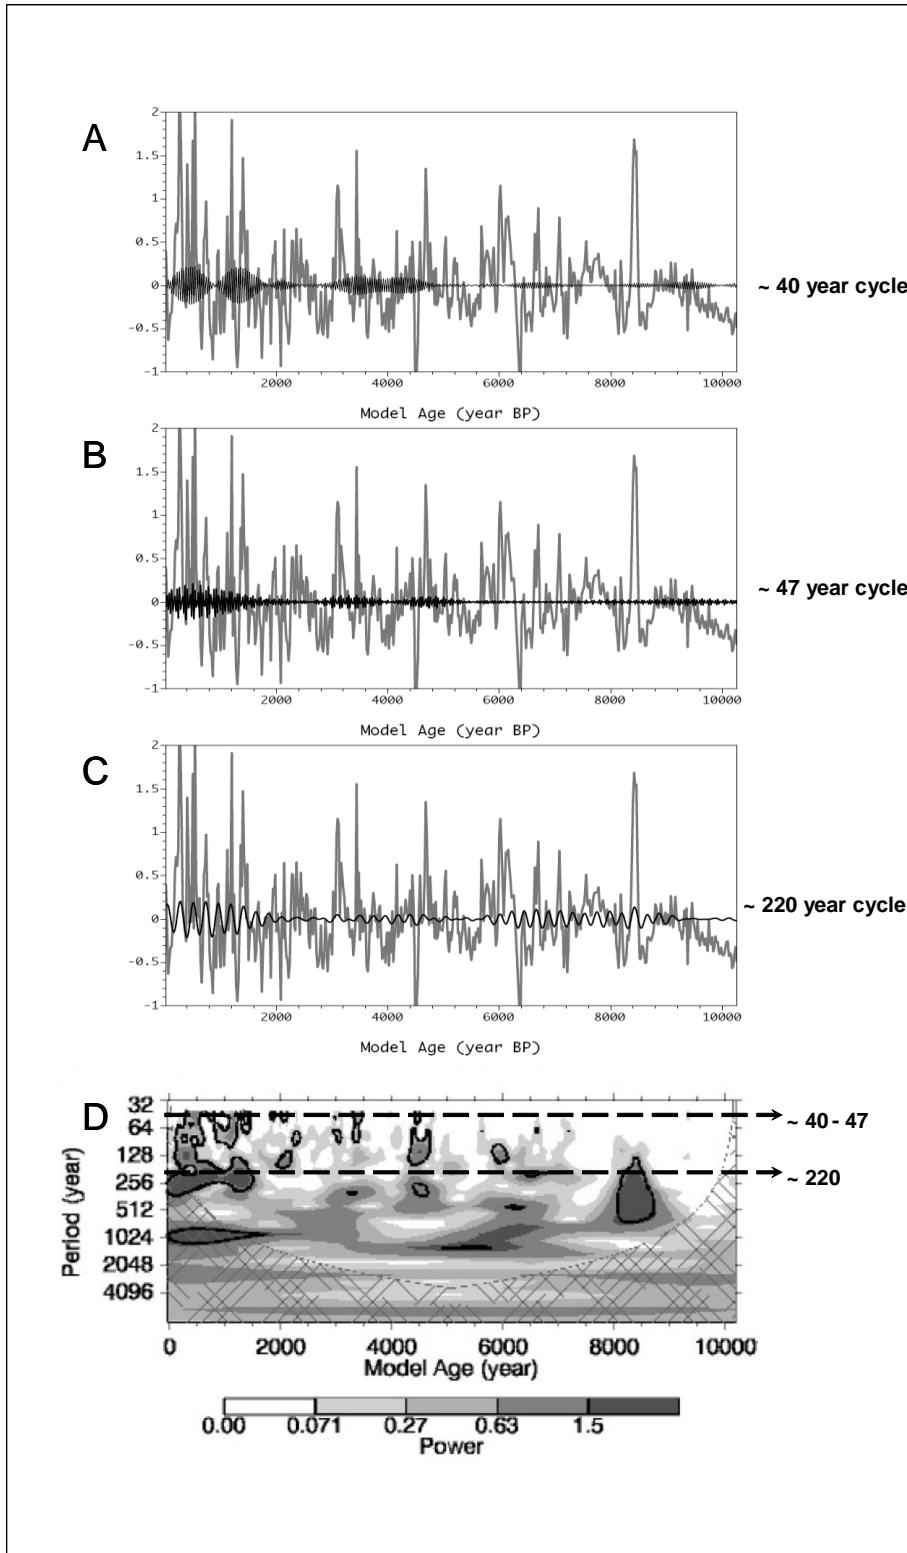 A
2
1.5
1
0.5
0
-0.5
-1
2000 4000 6000 8000 10000
Model Age (year BP)
~ 40 year cycle
B
2
1.5
1
0.5
0
-0.5
-1
2000 4000 6000 8000 10000
Model Age (year BP)
~ 47 year cycle
C
2
1.5
1
0.5
0
-0.5
-1
2000 4000 6000 8000 10000
Model Age (year BP)
~ 220 year cycle
D
Period (year)
32
64
128
256
512
1024
2048
4096
~ 40 - 47
~ 220
0 2000 4000 6000 8000 10000
Model Age (year)
0.00 0.071 0.27 0.63 1.5
Power